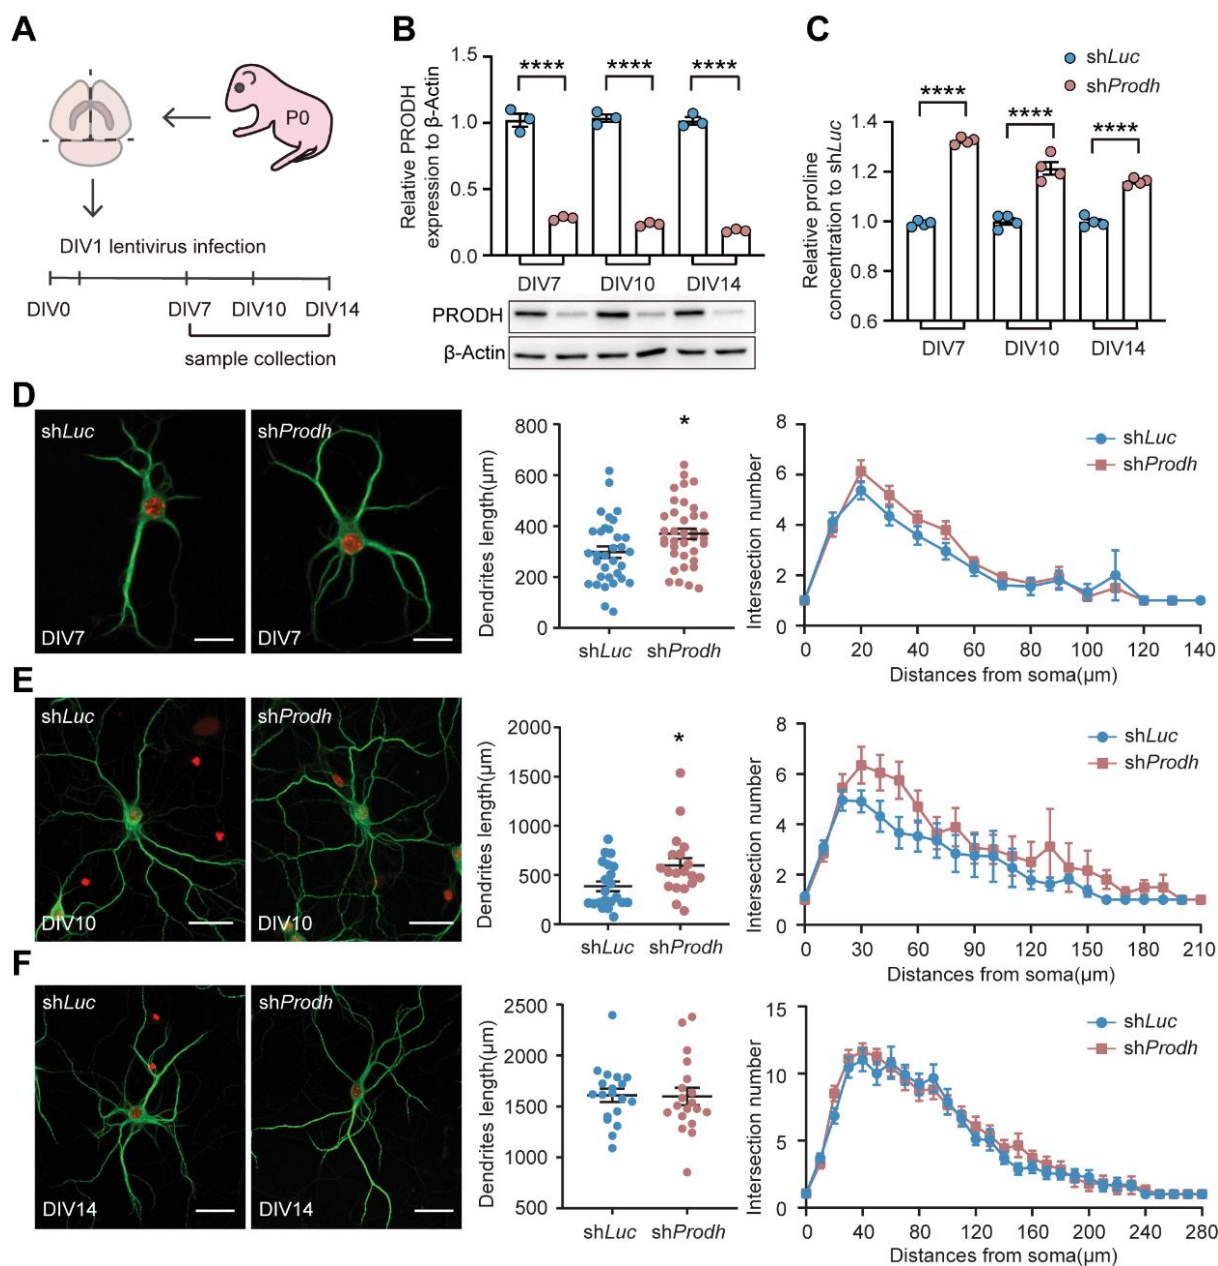 A
P0
DIV1 lentivirus infection
DIV0 DIV7 DIV10 DIV14
sample collection
B
Relative PRODH
expression to β-Actin
1.5
1.0
0.5
0.0
**** **** ****
DIV7 DIV10 DIV14
PRODH
β-Actin
C
shLuc
shProdh
Relative proline
concentration to shLuc
1.4
1.2
1.0
0.8
0.6
**** **** ****
DIV7 DIV10 DIV14
D
shLuc
DIV7
shProdh
DIV7
Dendrites length(μm)
800
600
400
200
0
*
shLuc shProdh
Intersection number
8
6
4
2
0
shLuc
shProdh
0 20 40 60 80 100 120 140
Distances from soma(μm)
E
shLuc
DIV10
shProdh
DIV10
Dendrites length(μm)
2000
1500
1000
500
0
*
shLuc shProdh
Intersection number
8
6
4
2
0
shLuc
shProdh
0 30 60 90 120 150 180 210
Distances from soma(μm)
F
shLuc
DIV14
shProdh
DIV14
Dendrites length(μm)
2500
2000
1500
1000
500
shLuc shProdh
Intersection number
15
10
5
0
shLuc
shProdh
0 40 80 120 160 200 240 280
Distances from soma(μm)